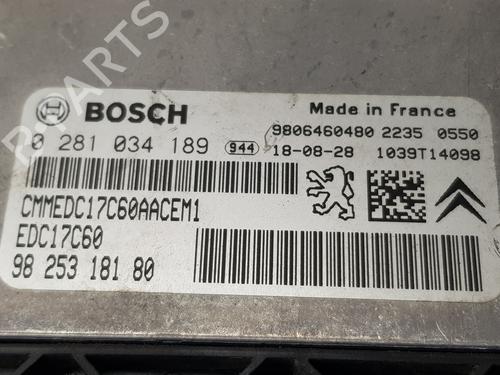 BOSCH
Made in France
0 281 034 189
944
9806460480 2235 0550
18-08-28 1039T14098
CMMEDC17C60AACEM1
EDC17C60
98 253 181 80
B-PARTS